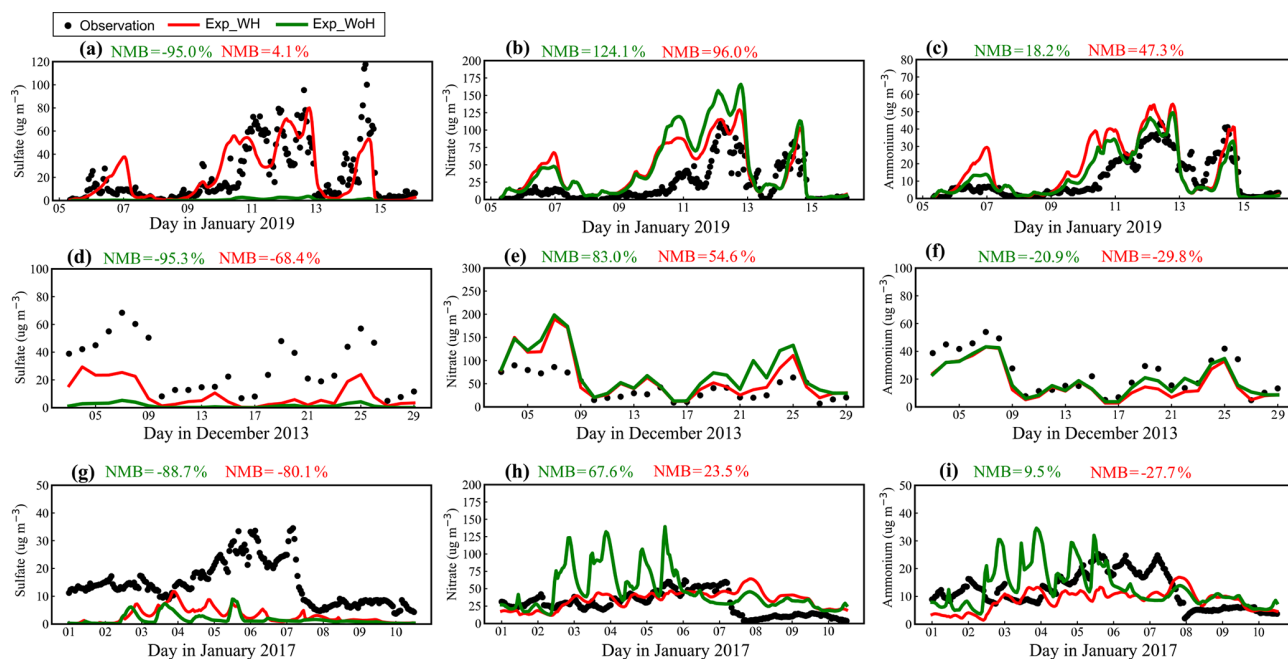 Observation Exp_WH Exp_WoH
(a) NMB=-95.0% NMB=4.1%
(b) NMB=124.1% NMB=96.0%
(c) NMB=18.2% NMB=47.3%
Sulfate (ug m⁻³)
120
100
80
60
40
20
0
05 07 09 11 13 15
Day in January 2019
Nitrate (ug m⁻³)
200
175
150
125
100
75
50
25
0
05 07 09 11 13 15
Day in January 2019
Ammonium (ug m⁻³)
80
70
60
50
40
30
20
10
0
05 07 09 11 13 15
Day in January 2019
(d) NMB=-95.3% NMB=-68.4%
(e) NMB=83.0% NMB=54.6%
(f) NMB=-20.9% NMB=-29.8%
Sulfate (ug m⁻³)
100
80
60
40
20
0
05 09 13 17 21 25 29
Day in December 2013
Nitrate (ug m⁻³)
300
250
200
150
100
50
0
05 09 13 17 21 25 29
Day in December 2013
Ammonium (ug m⁻³)
100
80
60
40
20
0
05 09 13 17 21 25 29
Day in December 2013
(g) NMB=-88.7% NMB=-80.1%
(h) NMB=67.6% NMB=23.5%
(i) NMB=9.5% NMB=-27.7%
Sulfate (ug m⁻³)
50
40
30
20
10
0
01 02 03 04 05 06 07 08 09 10
Day in January 2017
Nitrate (ug m⁻³)
200
175
150
125
100
75
50
25
0
01 02 03 04 05 06 07 08 09 10
Day in January 2017
Ammonium (ug m⁻³)
50
40
30
20
10
0
01 02 03 04 05 06 07 08 09 10
Day in January 2017